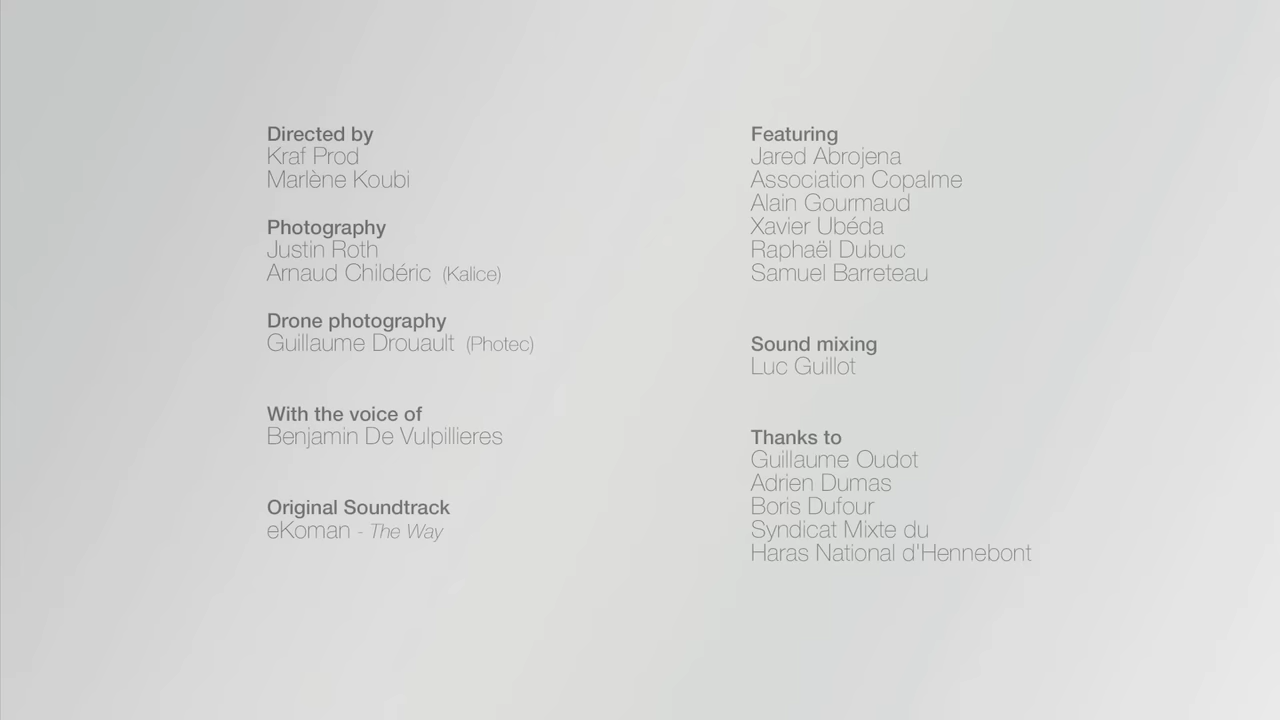 Directed by
Kraf Prod
Marlène Koubi
Photography
Justin Roth
Arnaud Childéric (Kalice)
Drone photography
Guillaume Drouault (Photec)
With the voice of
Benjamin De Vulpillieres
Original Soundtrack
eKoman - The Way
Featuring
Jared Abrojena
Association Copalme
Alain Gourmaud
Xavier Ubéda
Raphaël Dubuc
Samuel Barreteau
Sound mixing
Luc Guillot
Thanks to
Guillaume Oudot
Adrien Dumas
Boris Dufour
Syndicat Mixte du
Haras National d'Hennebont